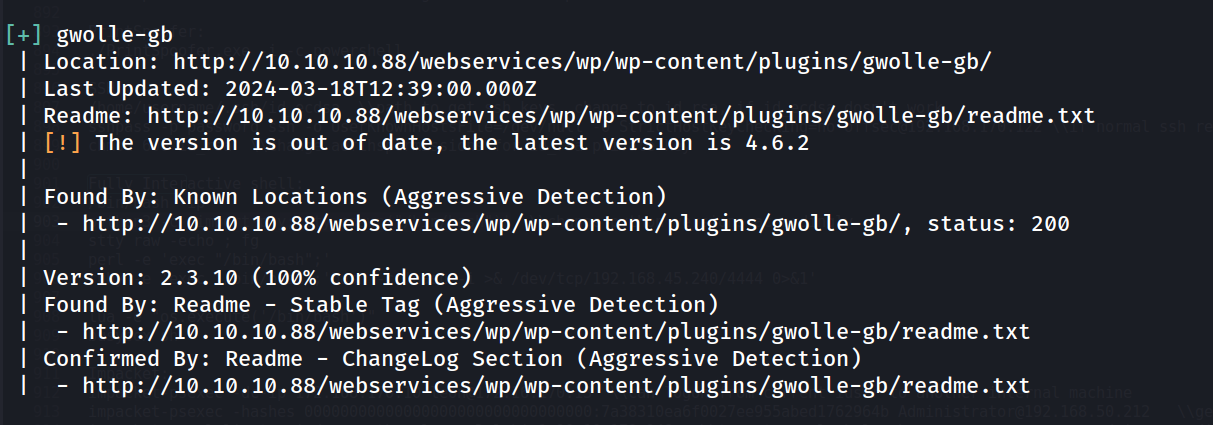 [+] gwolle-gb
| Location: http://10.10.10.88/webservices/wp/wp-content/plugins/gwolle-gb/
| Last Updated: 2024-03-18T12:39:00.000Z
| Readme: http://10.10.10.88/webservices/wp/wp-content/plugins/gwolle-gb/readme.txt
| [!] The version is out of date, the latest version is 4.6.2
|
| Found By: Known Locations (Aggressive Detection)
|  - http://10.10.10.88/webservices/wp/wp-content/plugins/gwolle-gb/, status: 200
|
| Version: 2.3.10 (100% confidence)
| Found By: Readme - Stable Tag (Aggressive Detection)
|  - http://10.10.10.88/webservices/wp/wp-content/plugins/gwolle-gb/readme.txt
| Confirmed By: Readme - ChangeLog Section (Aggressive Detection)
|  - http://10.10.10.88/webservices/wp/wp-content/plugins/gwolle-gb/readme.txt